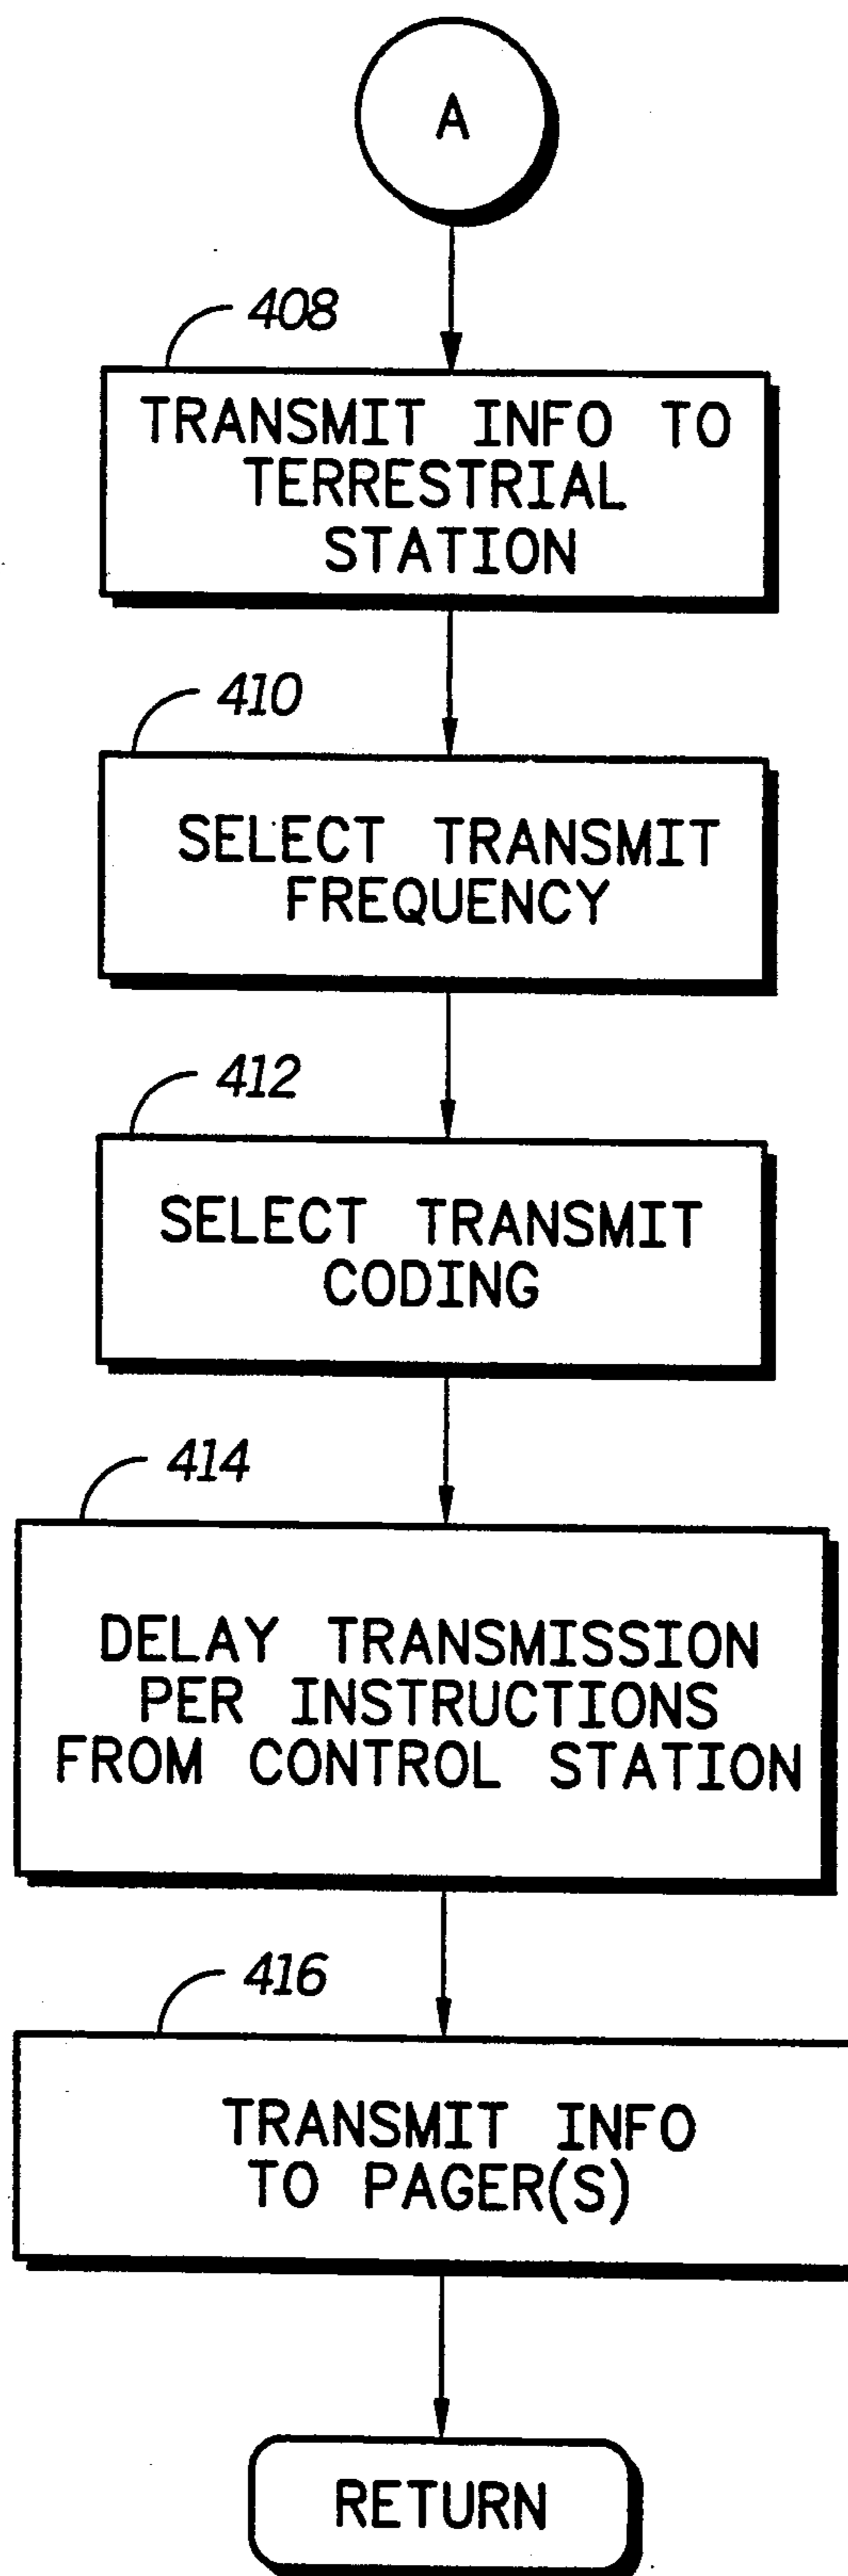 A
408
TRANSMIT INFO TO
TERRESTRIAL
STATION
410
SELECT TRANSMIT
FREQUENCY
412
SELECT TRANSMIT
CODING
414
DELAY TRANSMISSION
PER INSTRUCTIONS
FROM CONTROL STATION
416
TRANSMIT INFO
TO PAGER(S)
RETURN